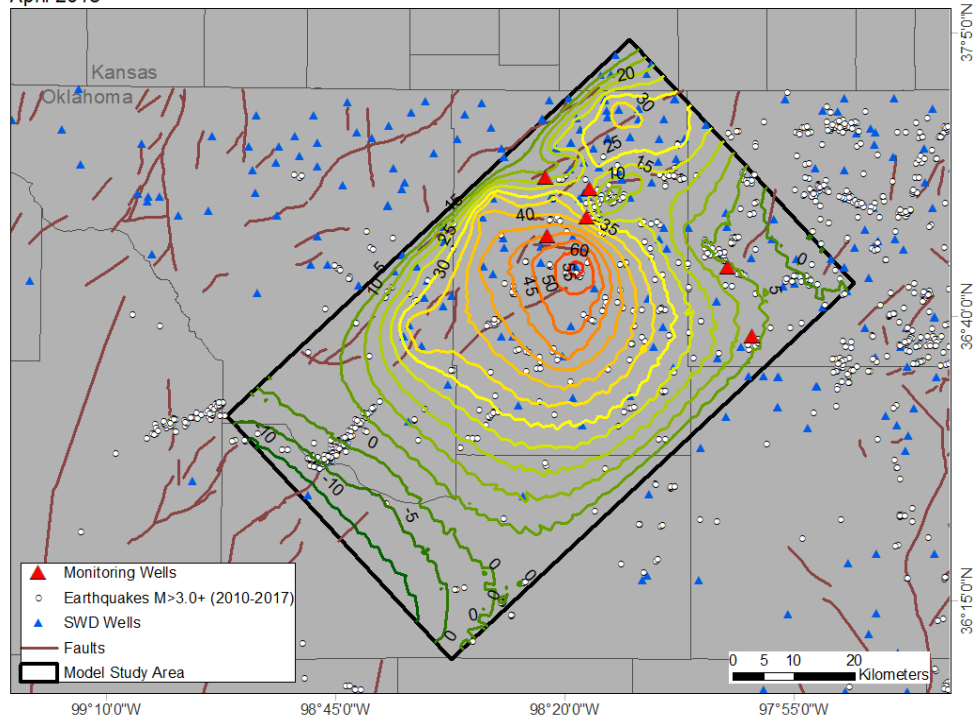 Kansas
Oklahoma
20
30
25
15
10
15
25
35
40
30
10
60
55
50
45
5
0
5
0
-10
-10
-5
0
0
0
0
37°5'0"N
36°40'0"N
36°15'0"N
Monitoring Wells
Earthquakes M>3.0+ (2010-2017)
SWD Wells
Faults
Model Study Area
0 5 10 20
Kilometers
99°10'0"W
98°45'0"W
98°20'0"W
97°55'0"W